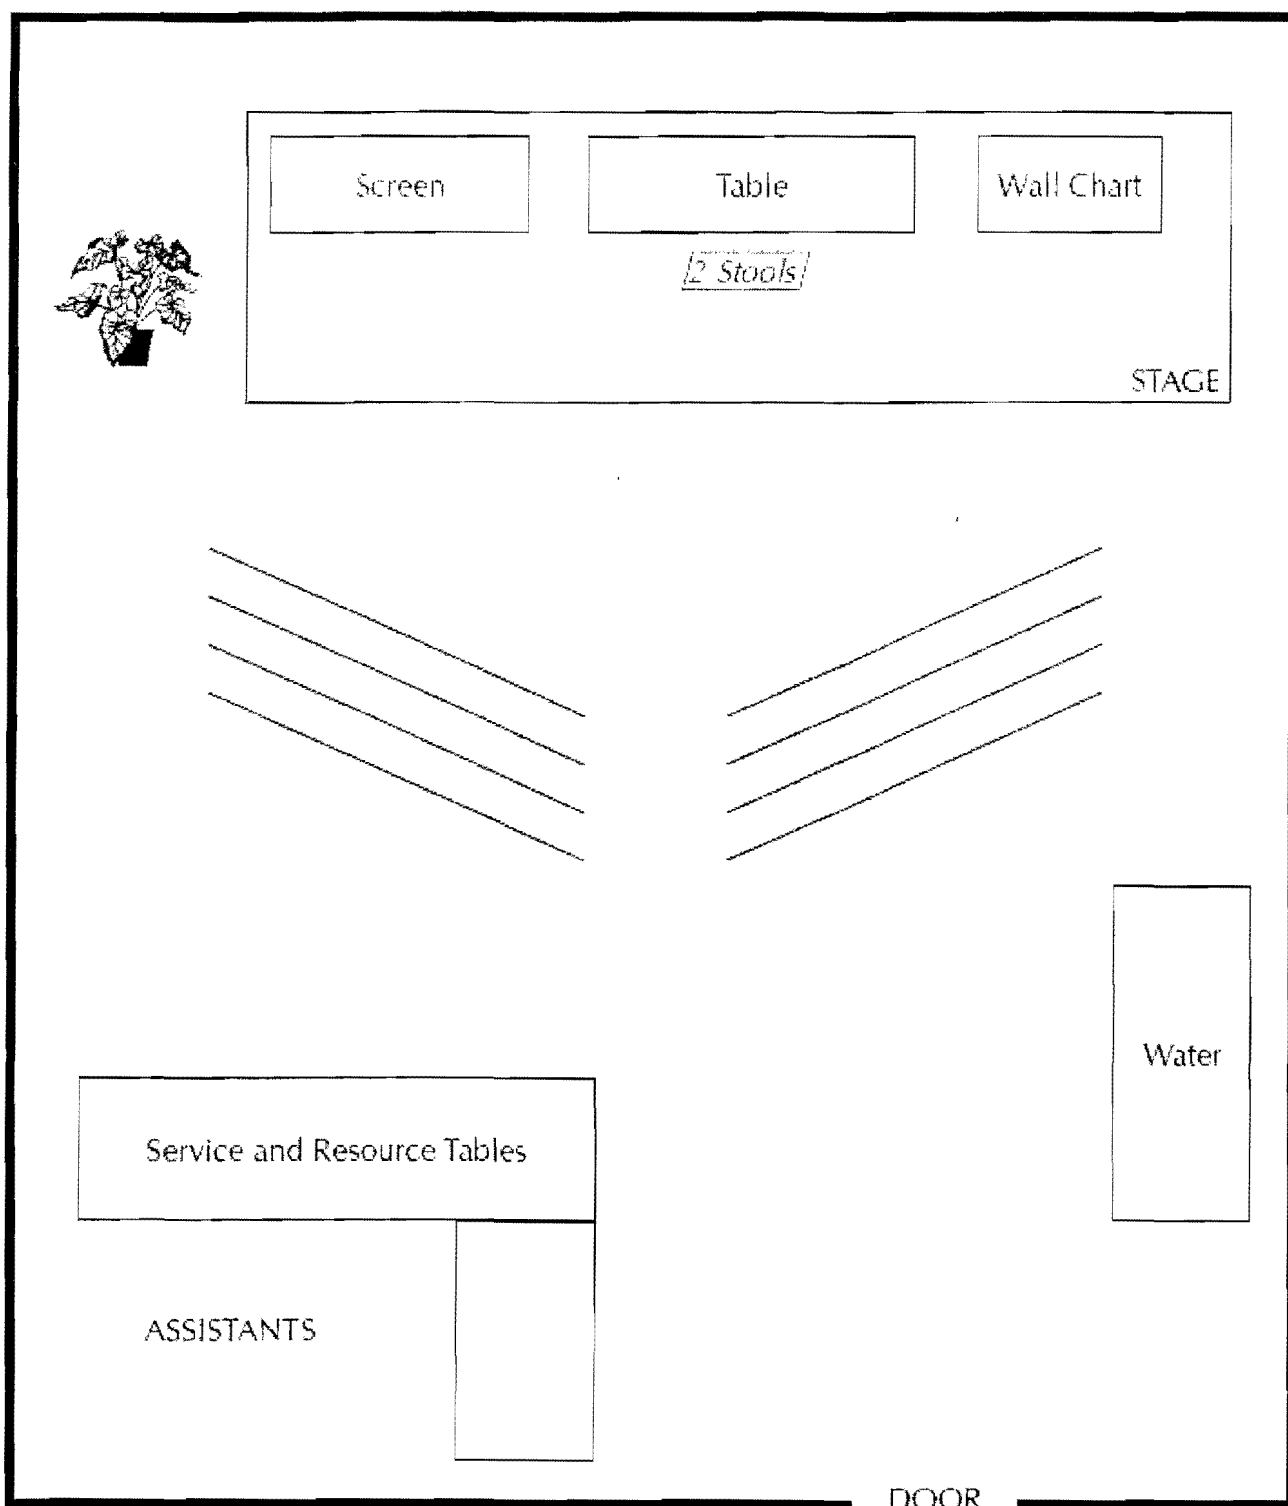 Screen
Table
Wall Chart
2 Stools
STAGE
Water
Service and Resource Tables
ASSISTANTS
DOOR